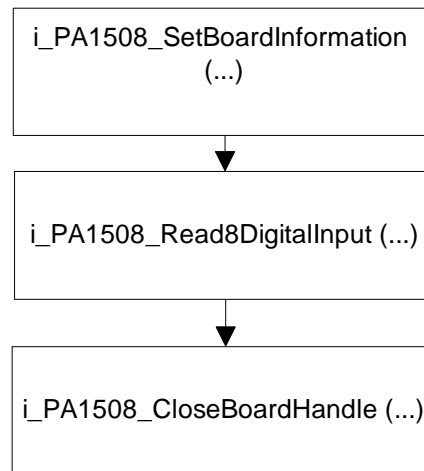 i_PA1508_SetBoardInformation
(...)
i_PA1508_Read8DigitalInput (...)
i_PA1508_CloseBoardHandle (...)